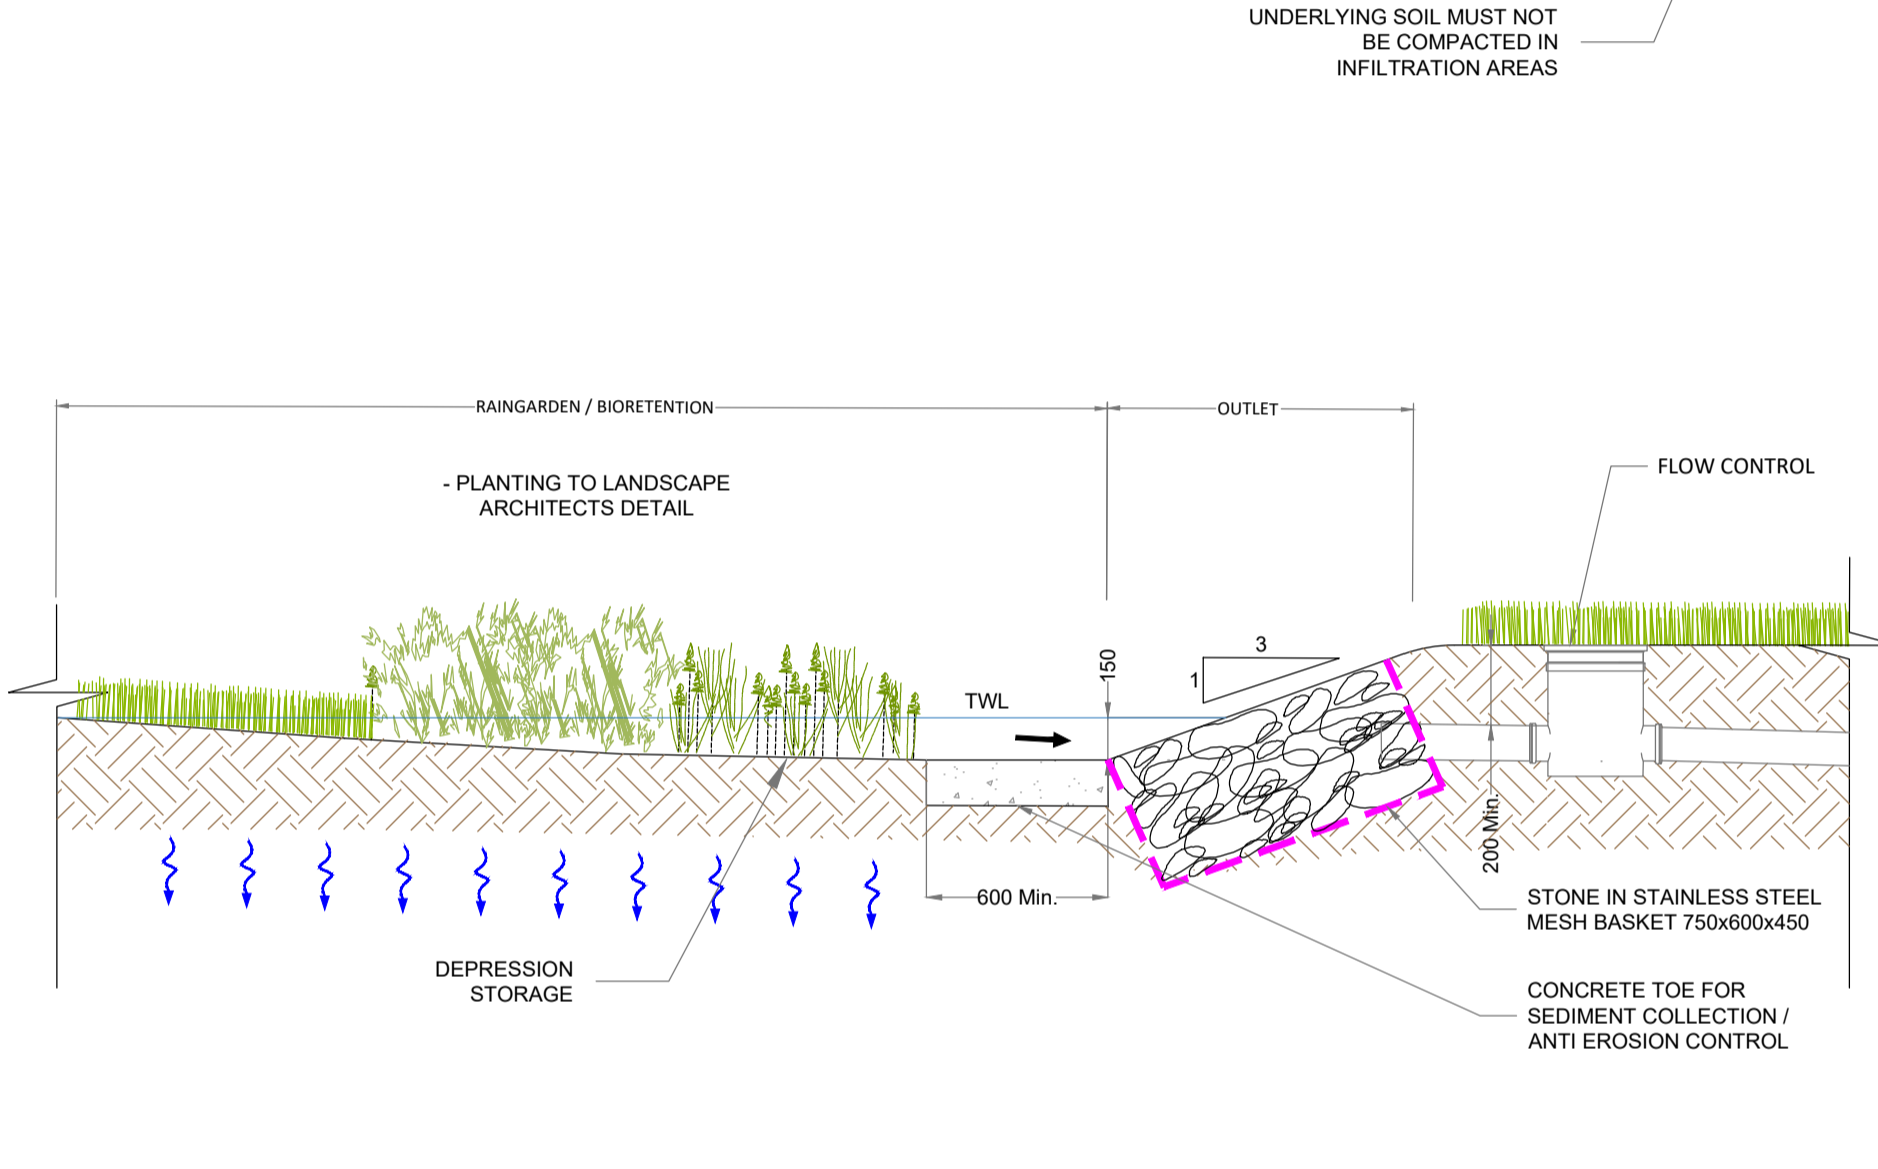 UNDERLYING SOIL MUST NOT
BE COMPACTED IN
INFILTRATION AREAS
RAINGARDEN / BIORETENTION
OUTLET
- PLANTING TO LANDSCAPE
ARCHITECTS DETAIL
FLOW CONTROL
3
1
150
TWL
200 Min.
600 Min.
STONE IN STAINLESS STEEL
MESH BASKET 750x600x450
DEPRESSION
STORAGE
CONCRETE TOE FOR
SEDIMENT COLLECTION /
ANTI EROSION CONTROL